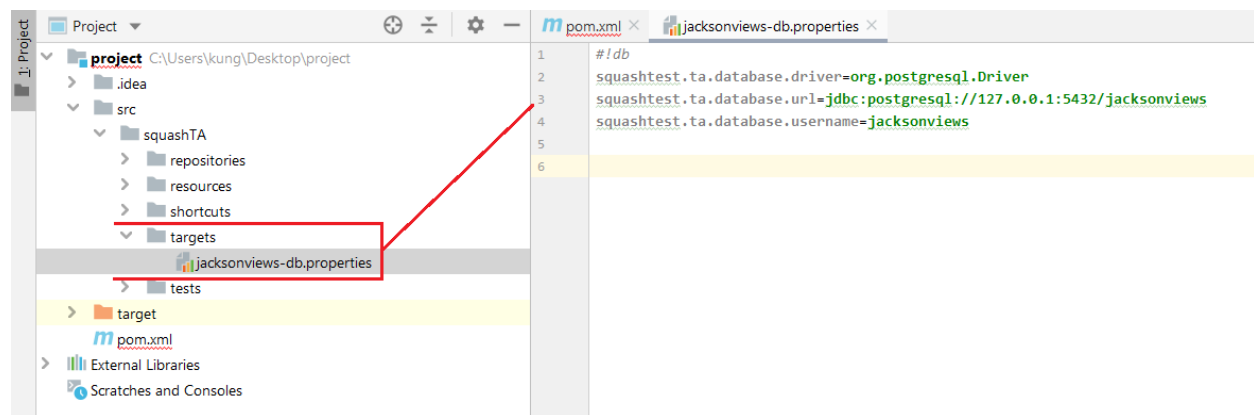 1: Project
Project
project C:\Users\kung\Desktop\project
.idea
src
squashTA
repositories
resources
shortcuts
targets
jacksonviews-db.properties
tests
target
m pom.xml
External Libraries
Scratches and Consoles
m pom.xml jacksonviews-db.properties
1 #!db
2 squashtest.ta.database.driver=org.postgresql.Driver
3 squashtest.ta.database.url=jdbc:postgresql://127.0.0.1:5432/jacksonviews
4 squashtest.ta.database.username=jacksonviews
5
6